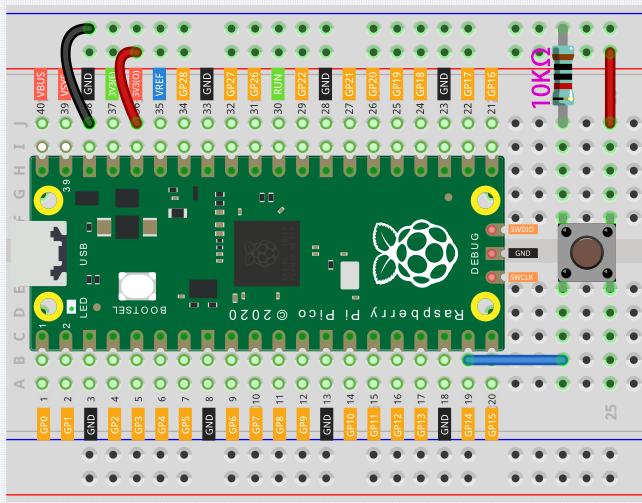 10KΩ
VBUS GND 3V3(E) 3V3(O) VREF GP28 GND GP27 GP26 RUN GP22 GND GP21 GP20 GP19 GP18 GND GP17 GP16
40 39 38 37 36 35 34 33 32 31 30 29 28 27 26 25 24 23 22 21
J
I
H
G
F
E
D
C
B
A
39
USB
LED
1
2
BOOTSEL
Raspberry Pi Pico © 2020
DEBUG
SWDIO
GND
SWCLK
1 2 3 4 5 6 7 8 9 10 11 12 13 14 15 16 17 18 19 20
GP0 GP1 GND GP2 GP3 GP4 GP5 GND GP6 GP7 GP8 GP9 GND GP10 GP11 GP12 GP13 GND GP14 GP15
25